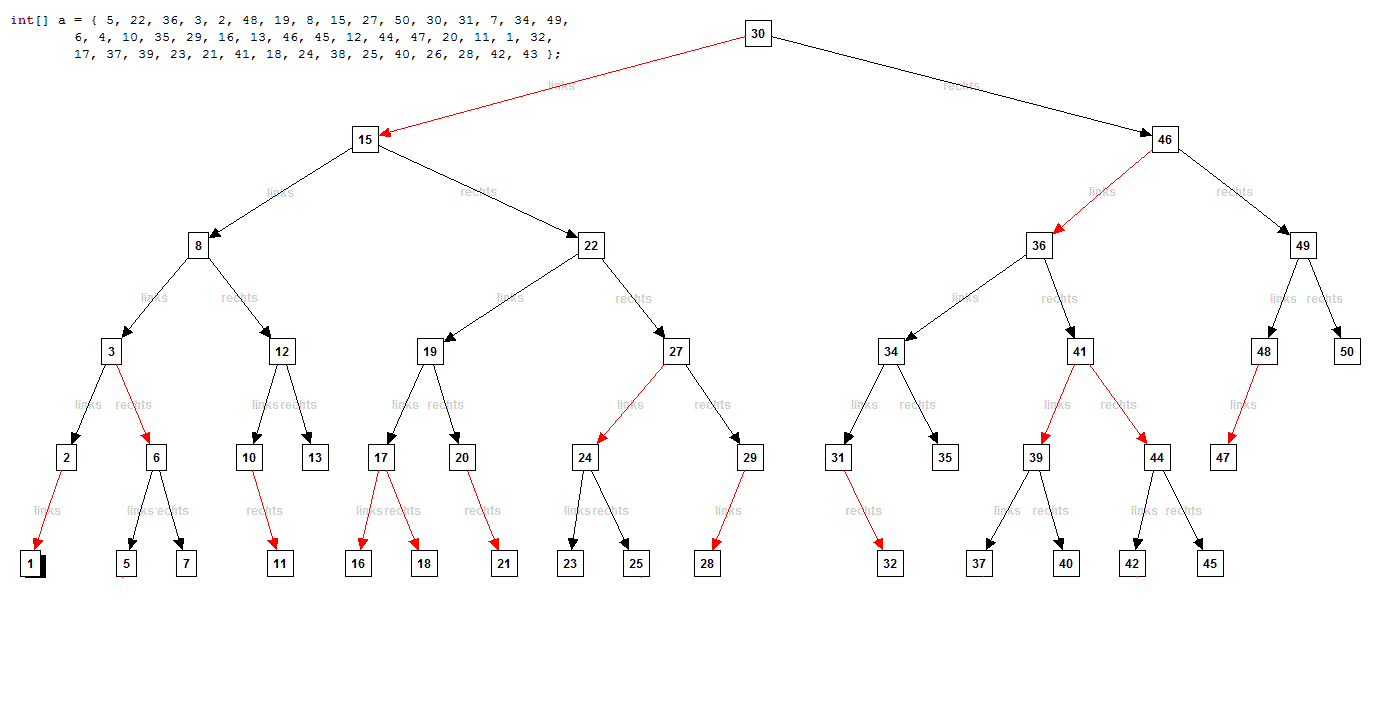 int[] a = { 5, 22, 36, 3, 2, 48, 19, 8, 15, 27, 50, 30, 31, 7, 34, 49,
6, 4, 10, 35, 29, 16, 13, 46, 45, 12, 44, 47, 20, 11, 1, 32,
17, 37, 39, 23, 21, 41, 18, 24, 38, 25, 40, 26, 28, 42, 43 };
30
links rechts
15 46
links rechts links rechts
8 22 36 49
links rechts links rechts links rechts links rechts
3 12 19 27 34 41 48 50
links rechts links rechts links rechts links rechts links rechts links rechts links
2 6 10 13 17 20 24 29 31 35 39 44 47
links links rechts rechts links rechts rechts links rechts links rechts links rechts links rechts
1 5 7 11 16 18 21 23 25 28 32 37 40 42 45